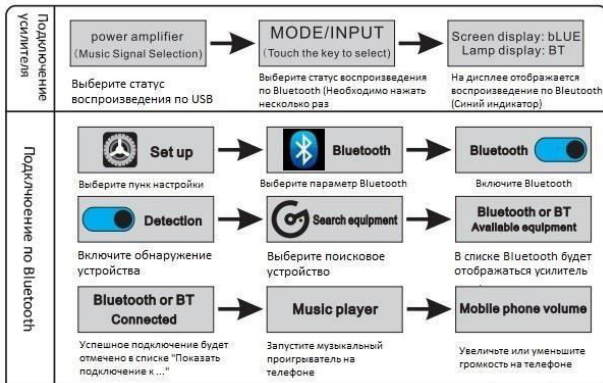 Подключение
усилителя
power amplifier
(Music Signal Selection)
MODE/INPUT
(Touch the key to select)
Screen display: bLUE
Lamp display: BT
Выберите статус
воспроизведения по USB
Выберите статус воспроизведения
по Bluetooth (Необходимо нажать
несколько раз
На дисплее отображается
воспроизведение по Bleutooth
(Синий индикатор)
Подключение по Bluetooth
Set up
Bluetooth
Bluetooth
Выберите пунк настройки
Выберите параметр Bluetooth
Включите Bluetooth
Detection
Search equipment
Bluetooth or BT
Available equipment
Включите обнаружение
устройства
Выберите поисковое
устройство
В списке Bluetooth будет
отображаться усилитель
Bluetooth or BT
Connected
Music player
Mobile phone volume
Успешное подключение будет
отмечено в списке "Показать
подключение к ..."
Запустите музыкальный
проигрыватель на
телефоне
Увеличьте или уменьшите
громкость на телефоне